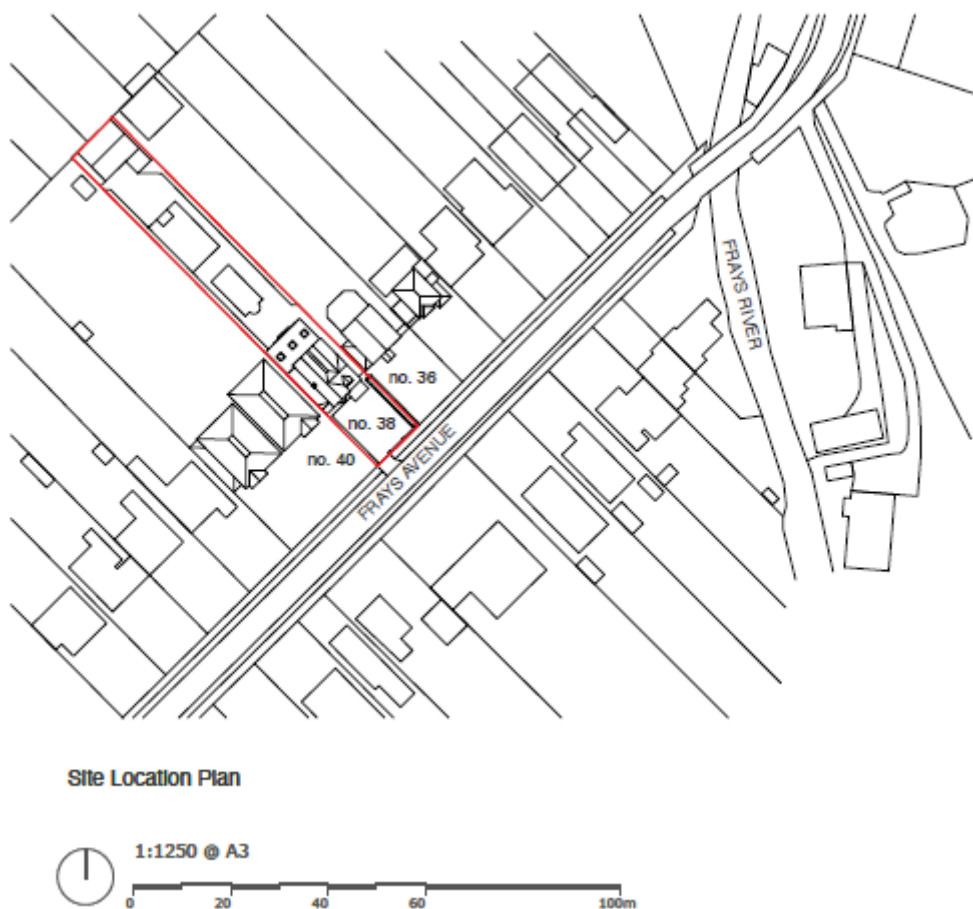 no. 36
no. 38
no. 40
FRAYS AVENUE
FRAYS RIVER
Site Location Plan
1:1250 @ A3
0 20 40 60 100m